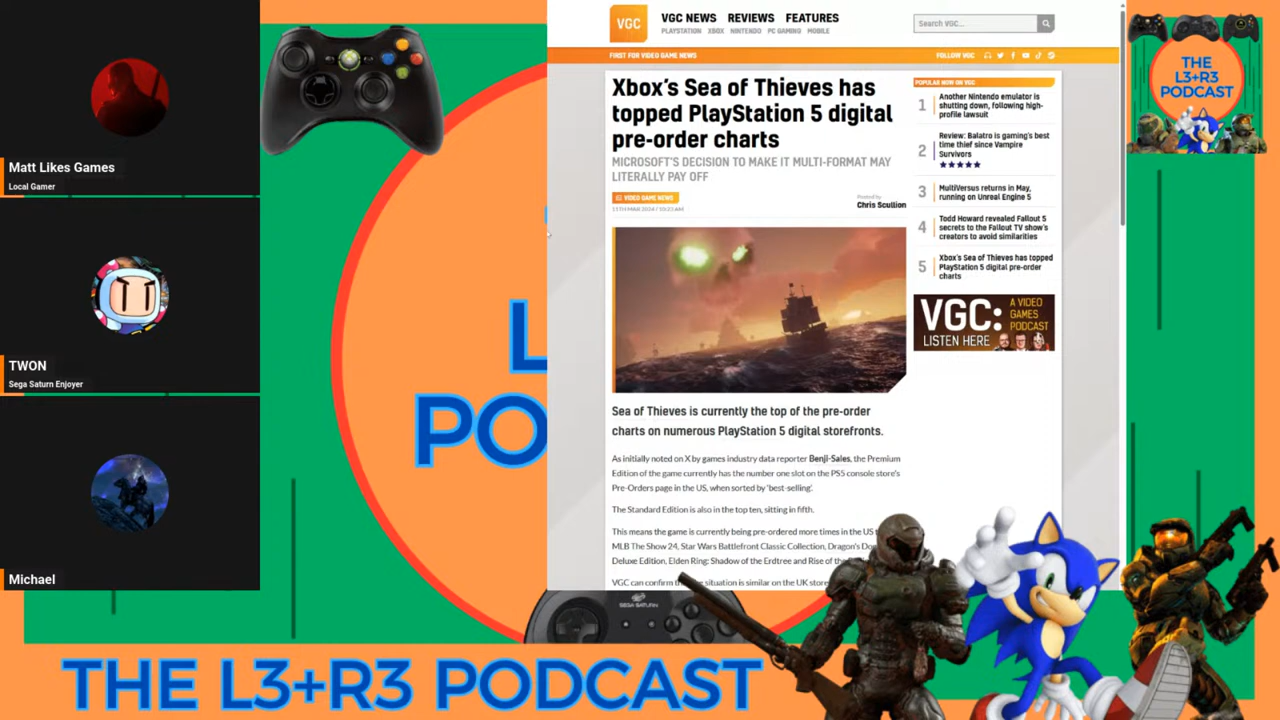 Matt Likes Games
Local Gamer
TWON
Sega Saturn Enjoyer
Michael
L
PO
VGC
VGC NEWS REVIEWS FEATURES
PLAYSTATION XBOX NINTENDO PC GAMING MOBILE
Search VGC...
FIRST FOR VIDEO GAME NEWS
FOLLOW VGC
Xbox's Sea of Thieves has
topped PlayStation 5 digital
pre-order charts
MICROSOFT'S DECISION TO MAKE IT MULTI-FORMAT MAY
LITERALLY PAY OFF
VIDEO GAME NEWS
11TH MAR 2024 / 10:23 AM
Posted by
Chris Scullion
Sea of Thieves is currently the top of the pre-order
charts on numerous PlayStation 5 digital storefronts.
As initially noted on X by games industry data reporter Benji-Sales, the Premium
Edition of the game currently has the number one slot on the PS5 console store's
Pre-Orders page in the US, when sorted by 'best-selling'.
The Standard Edition is also in the top ten, sitting in fifth.
This means the game is currently being pre-ordered more times in the US
MLB The Show 24, Star Wars Battlefront Classic Collection, Dragon's
Deluxe Edition, Elden Ring: Shadow of the Erdtree and Rise of the
VGC can confirm situation is similar on the UK store
POPULAR NOW ON VGC
1 Another Nintendo emulator is
shutting down, following high-
profile lawsuit
2 Review: Balatro is gaming's best
time thief since Vampire
Survivors
3 MultiVersus returns in May,
running on Unreal Engine 5
4 Todd Howard revealed Fallout 5
secrets to the Fallout TV show's
creators to avoid similarities
5 Xbox's Sea of Thieves has topped
PlayStation 5 digital pre-order
charts
VGC: A VIDEO
GAMES
PODCAST
LISTEN HERE
THE
L3+R3
PODCAST
SEGA SATURN
THE L3+R3 PODCAST